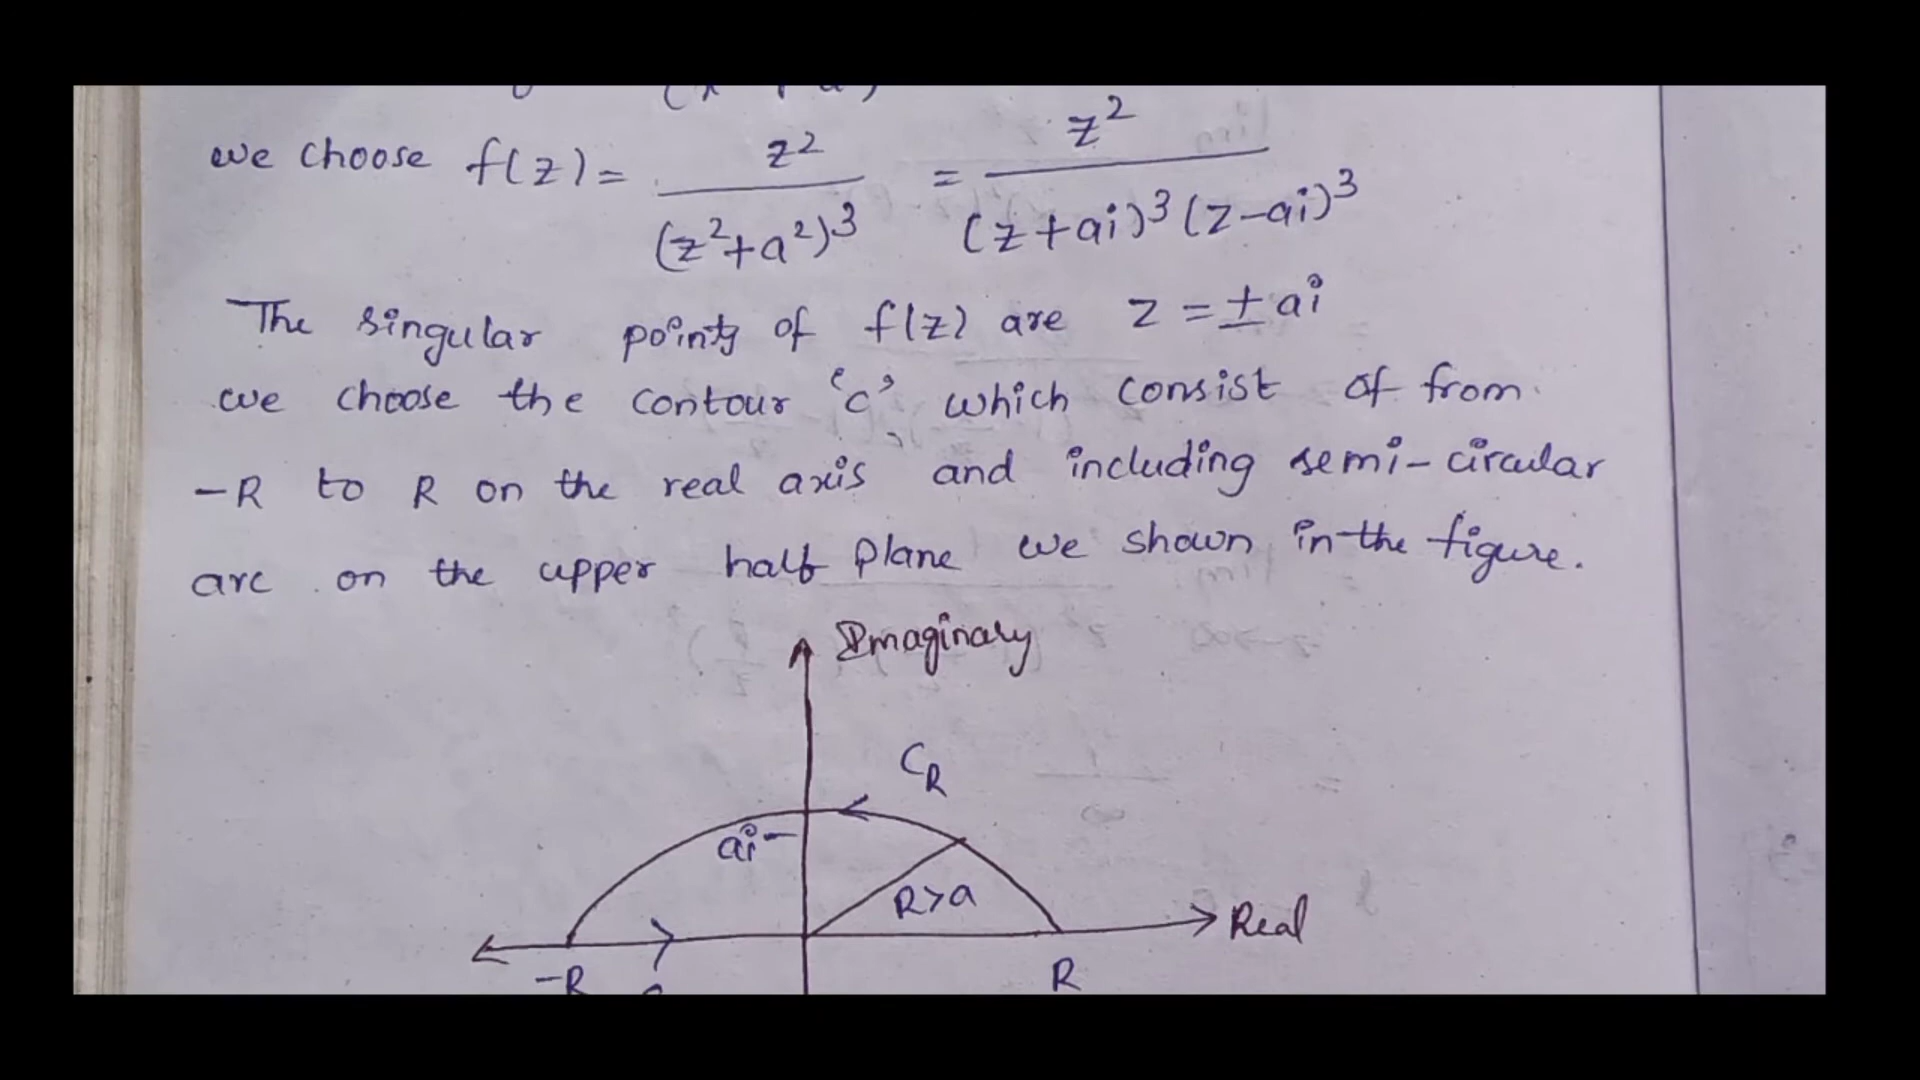 we choose f(z) = z² / (z²+a²)³ = z² / (z+ai)³ (z-ai)³
The singular points of f(z) are z = ± ai
we choose the contour 'c' which consist of from
-R to R on the real axis and including semi-circular
arc on the upper half plane we shown in the figure.
Imaginary
C_R
ai
R>a
Real
-R
R